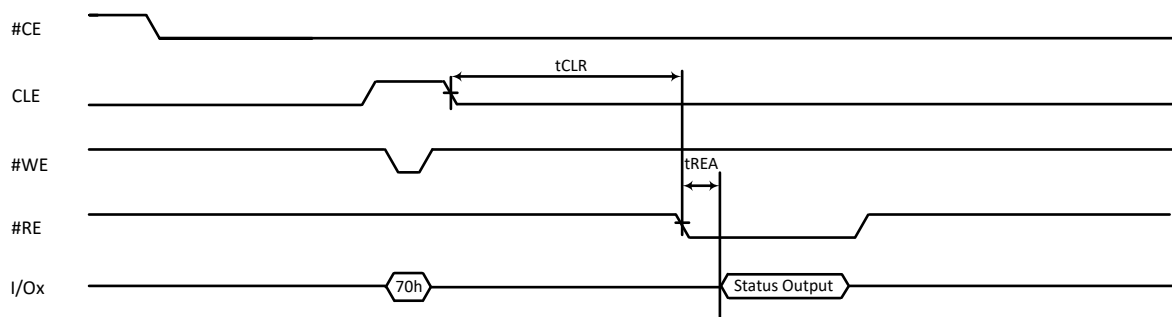 #CE
CLE
tCLR
#WE
tREA
#RE
I/Ox
70h
Status Output